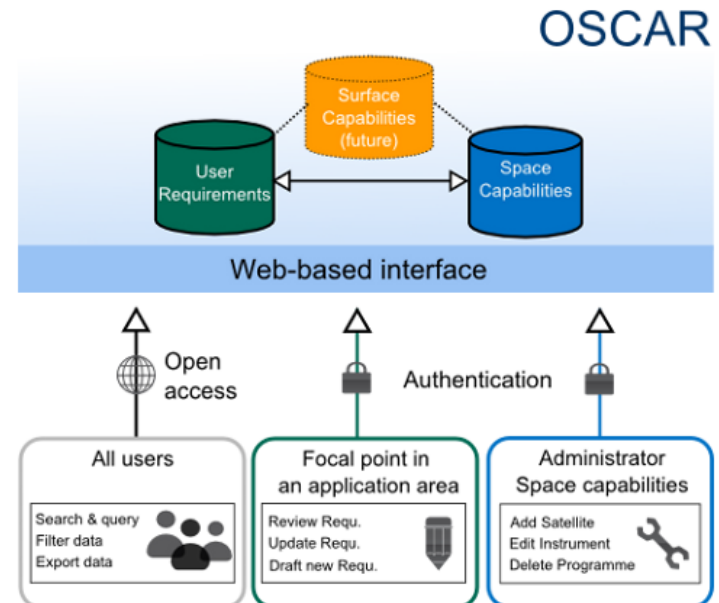 OSCAR
Surface
Capabilities
(future)
User
Requirements
Space
Capabilities
Web-based interface
Open
access
Authentication
All users
Search & query
Filter data
Export data
Focal point in
an application area
Review Requ.
Update Requ.
Draft new Requ.
Administrator
Space capabilities
Add Satellite
Edit Instrument
Delete Programme